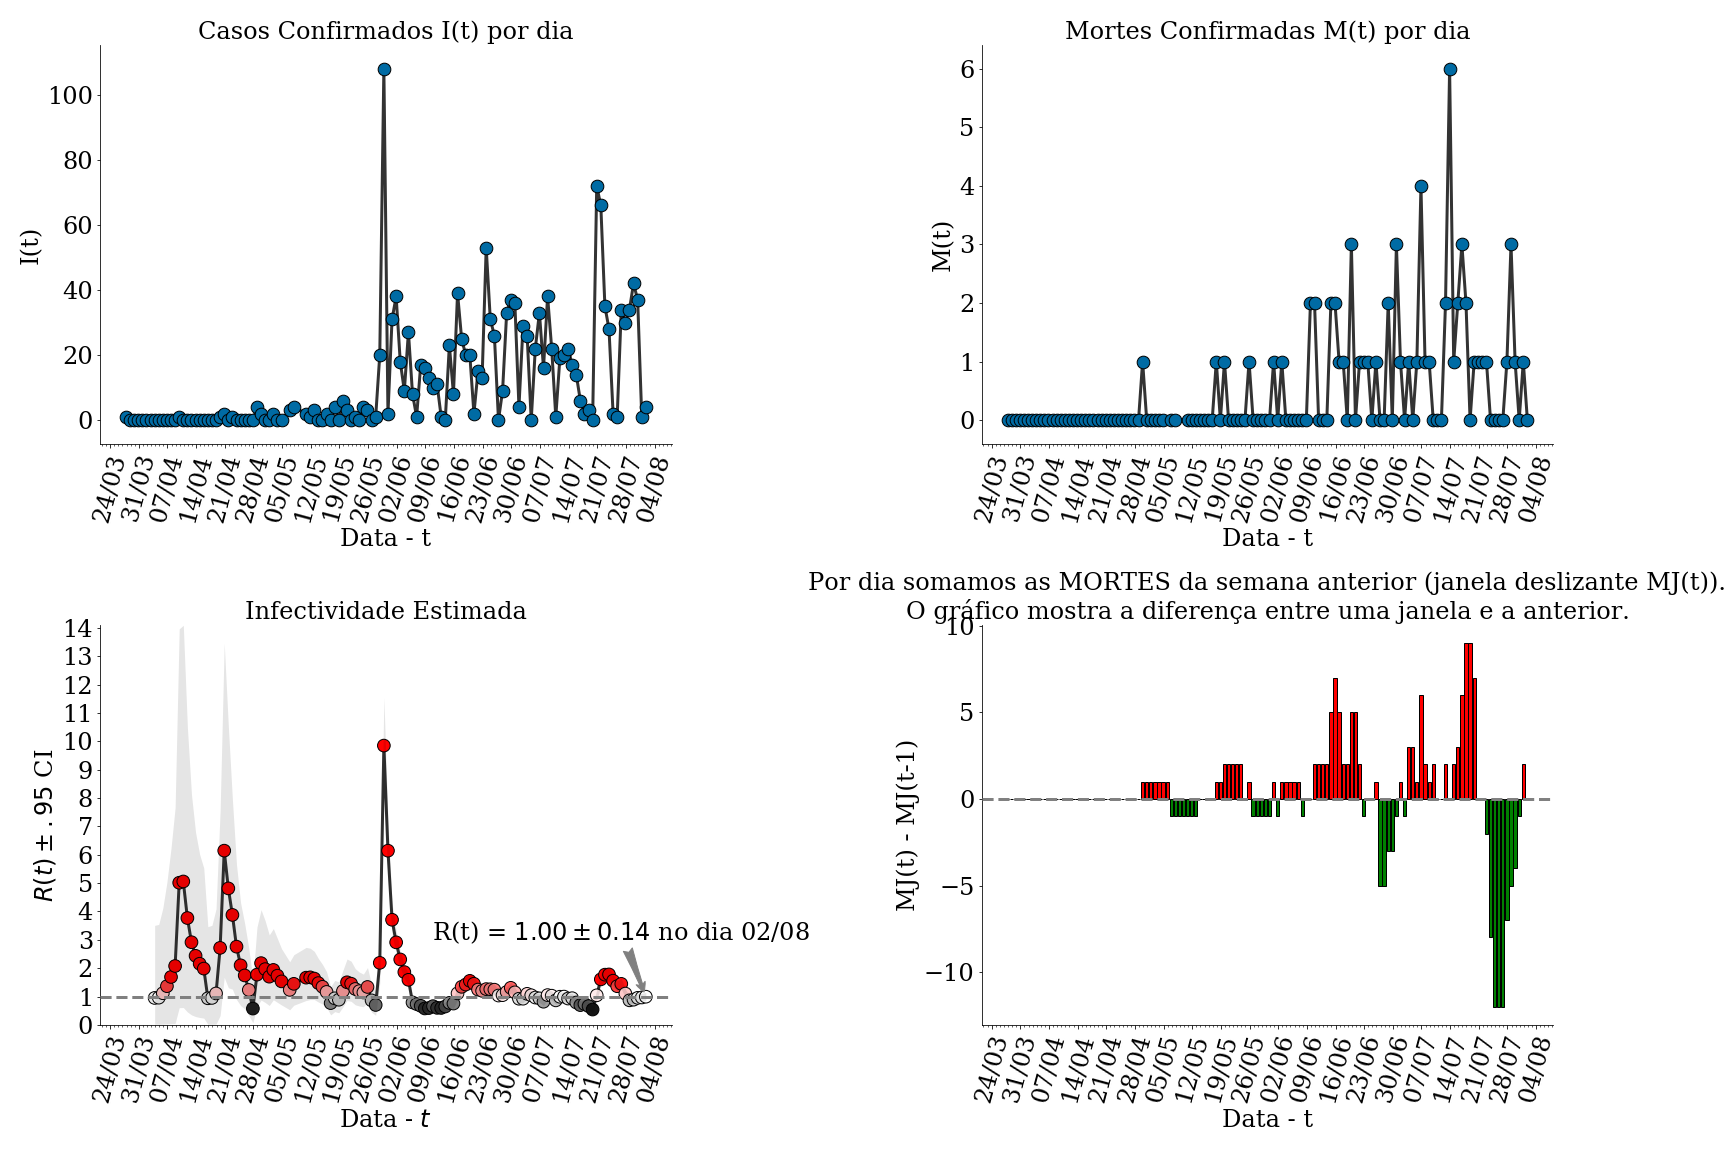 Casos Confirmados I(t) por dia
I(t)
100
80
60
40
20
0
24/03 31/03 07/04 14/04 21/04 28/04 05/05 12/05 19/05 26/05 02/06 09/06 16/06 23/06 30/06 07/07 14/07 21/07 28/07 04/08
Data - t
Mortes Confirmadas M(t) por dia
M(t)
6
5
4
3
2
1
0
24/03 31/03 07/04 14/04 21/04 28/04 05/05 12/05 19/05 26/05 02/06 09/06 16/06 23/06 30/06 07/07 14/07 21/07 28/07 04/08
Data - t
Infectividade Estimada
R(t) ± .95 CI
14
13
12
11
10
9
8
7
6
5
4
3
2
1
0
R(t) = 1.00 ± 0.14 no dia 02/08
24/03 31/03 07/04 14/04 21/04 28/04 05/05 12/05 19/05 26/05 02/06 09/06 16/06 23/06 30/06 07/07 14/07 21/07 28/07 04/08
Data - t
Por dia somamos as MORTES da semana anterior (janela deslizante MJ(t)).
O gráfico mostra a diferença entre uma janela e a anterior.
MJ(t) - MJ(t-1)
10
5
0
−5
−10
24/03 31/03 07/04 14/04 21/04 28/04 05/05 12/05 19/05 26/05 02/06 09/06 16/06 23/06 30/06 07/07 14/07 21/07 28/07 04/08
Data - t